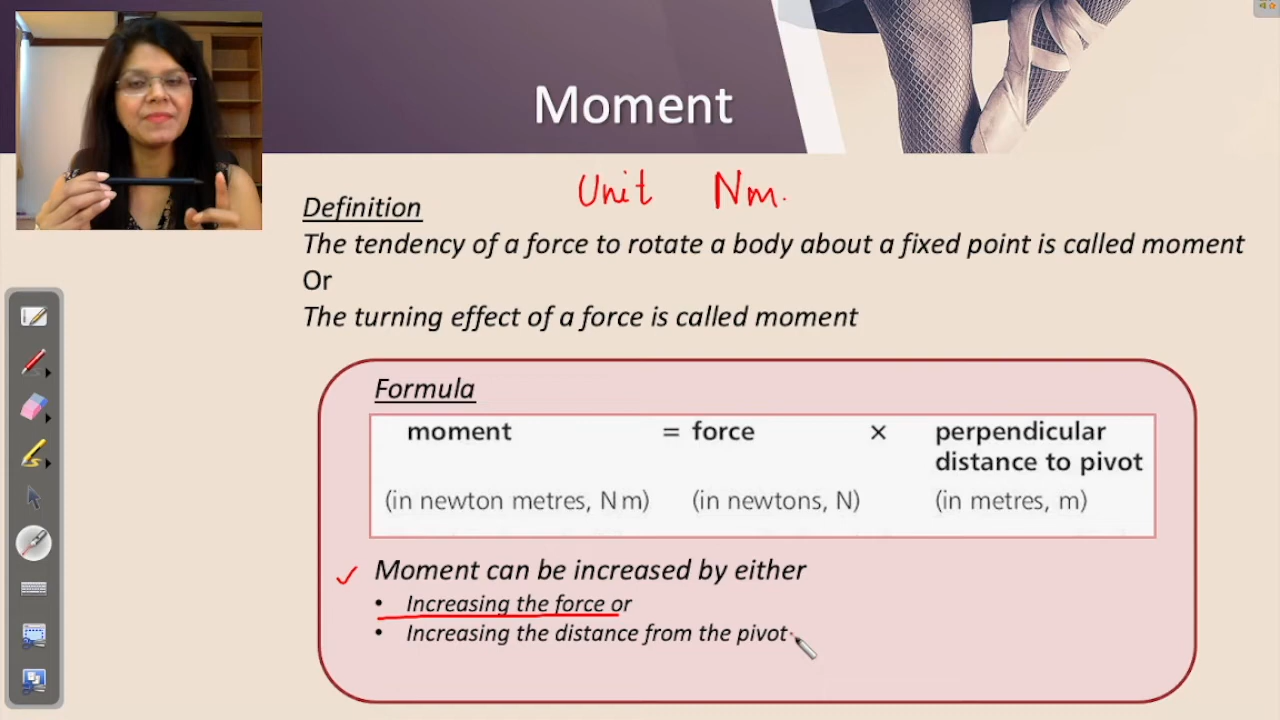 Moment
Unit Nm.
Definition
The tendency of a force to rotate a body about a fixed point is called moment
Or
The turning effect of a force is called moment
Formula
moment = force × perpendicular
distance to pivot
(in newton metres, N m) (in newtons, N) (in metres, m)
✓ Moment can be increased by either
• Increasing the force or
• Increasing the distance from the pivot